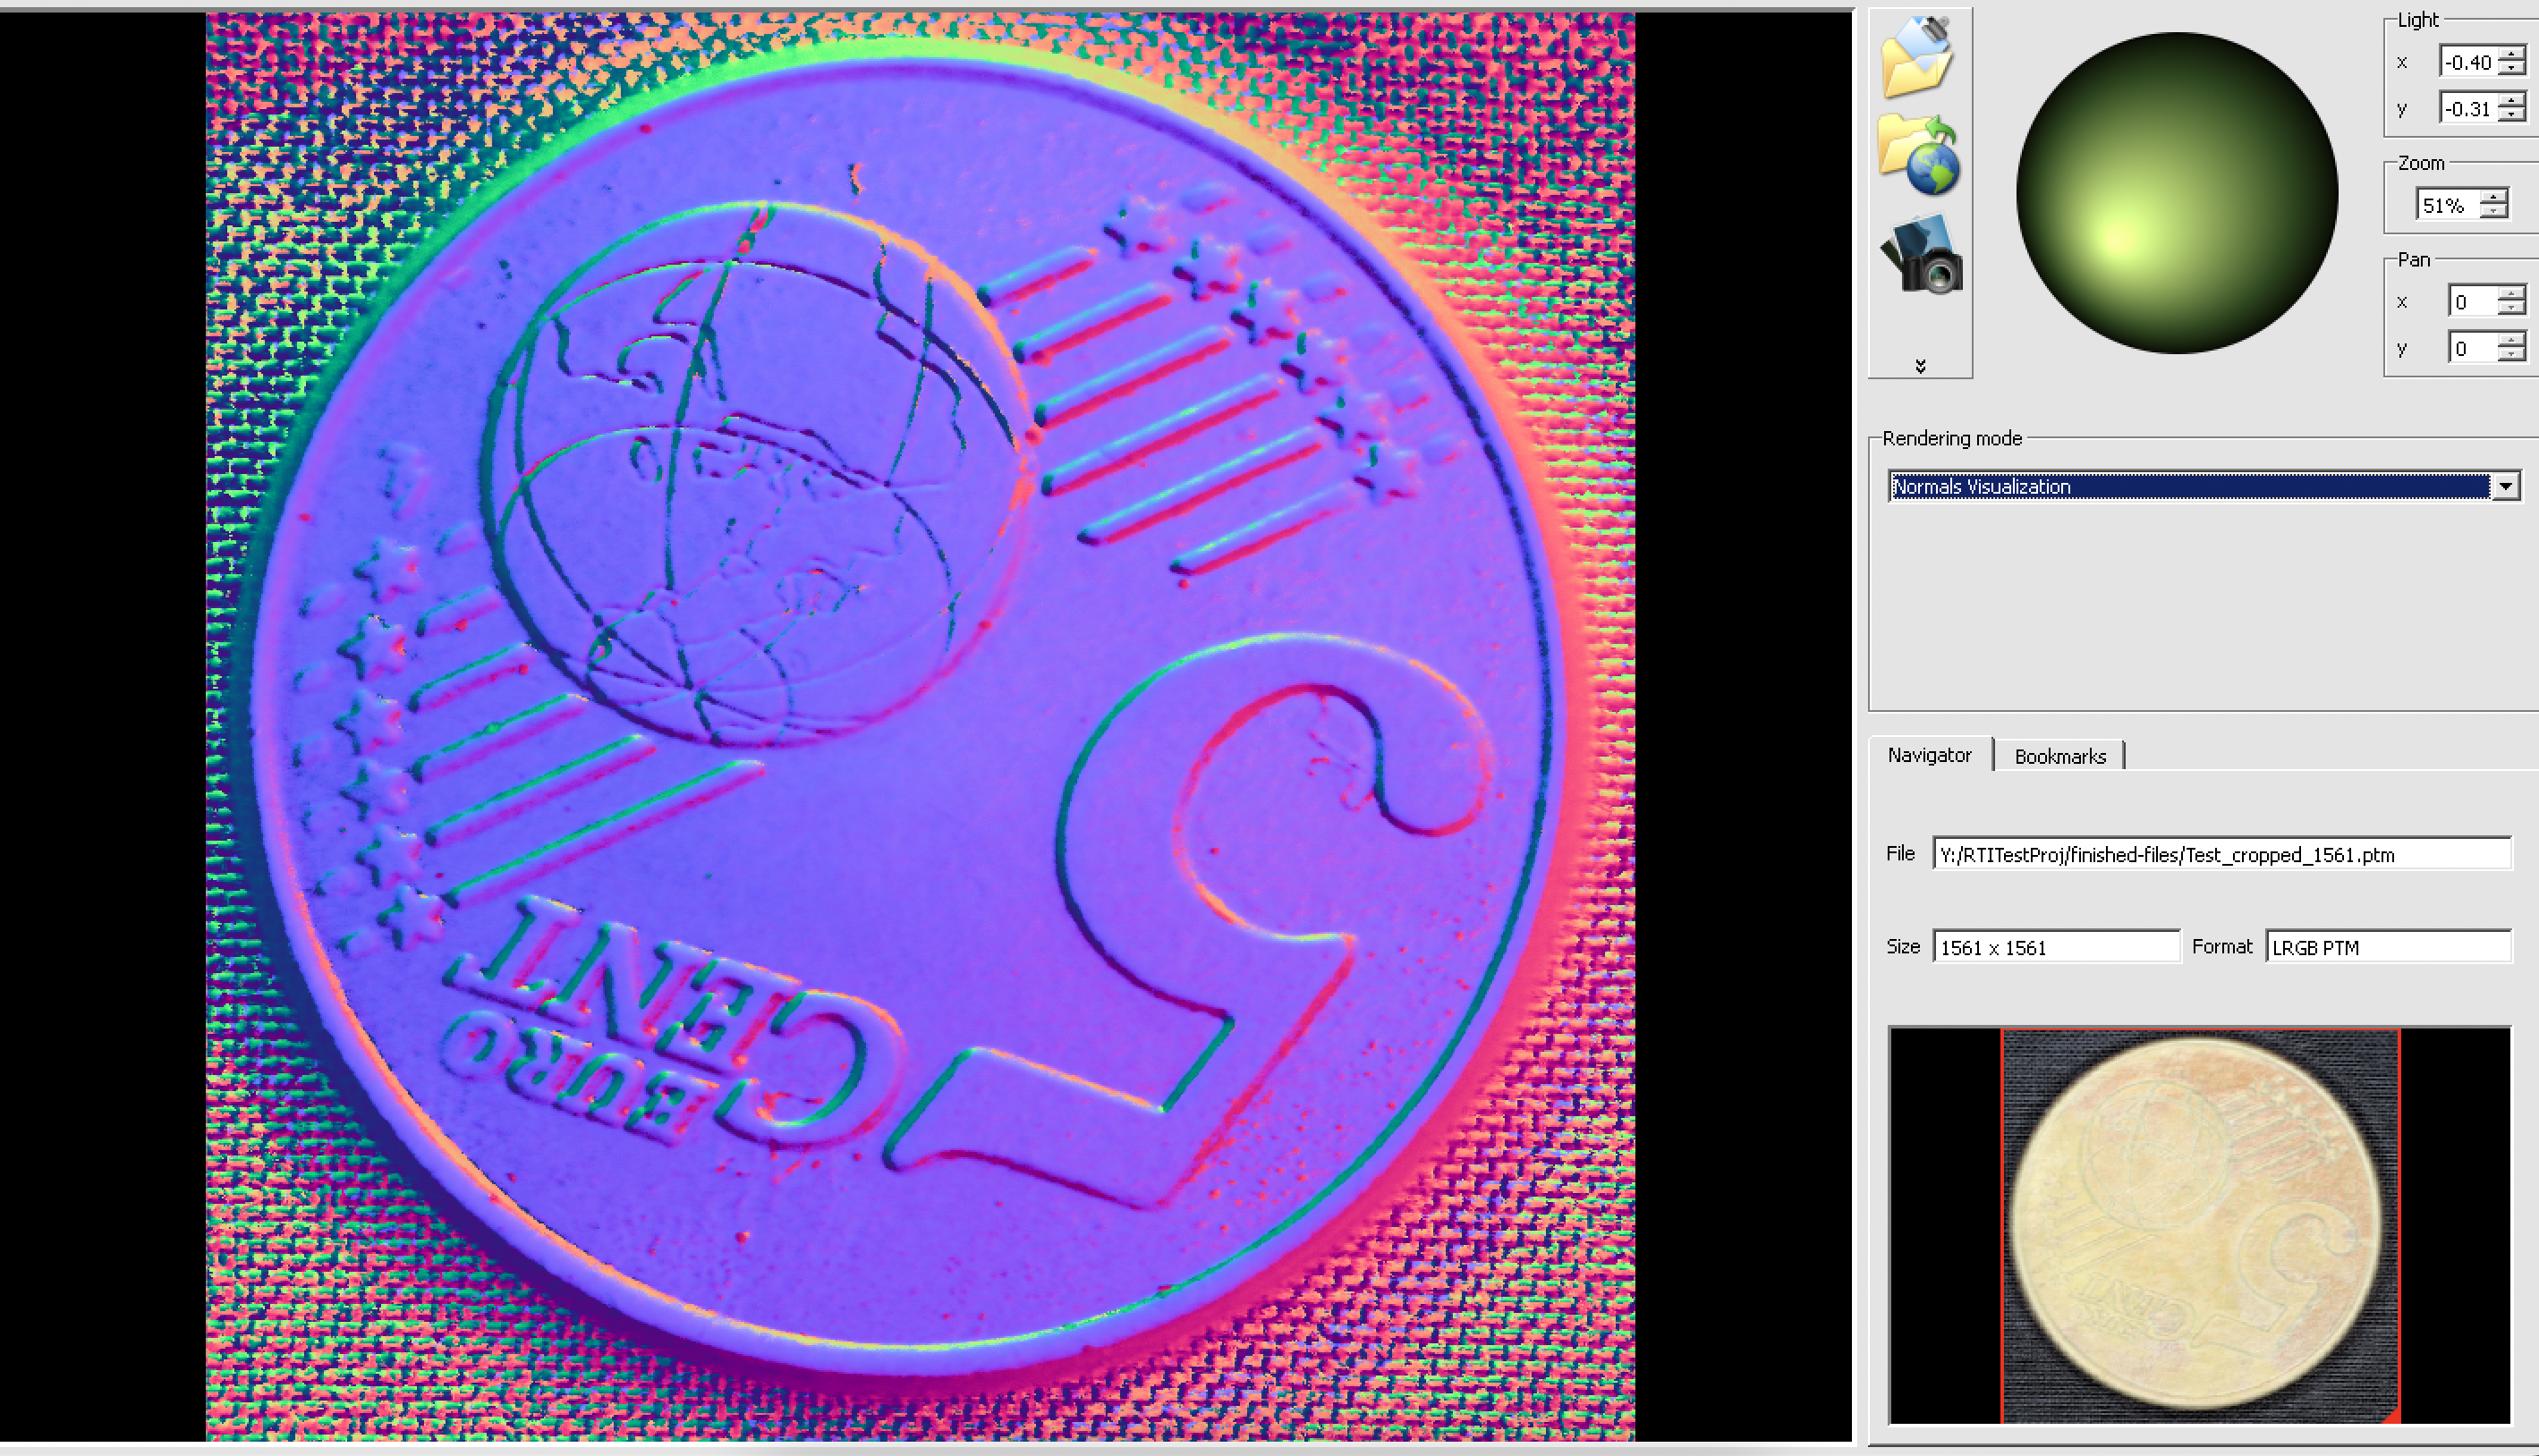 5
EURO
CENT
Light
x -0.40
y -0.31
Zoom
51%
Pan
x 0
y 0
Rendering mode
Normals Visualization
Navigator Bookmarks
File Y:/RTITestProj/finished-files/Test_cropped_1561.ptm
Size 1561 x 1561 Format LRGB PTM